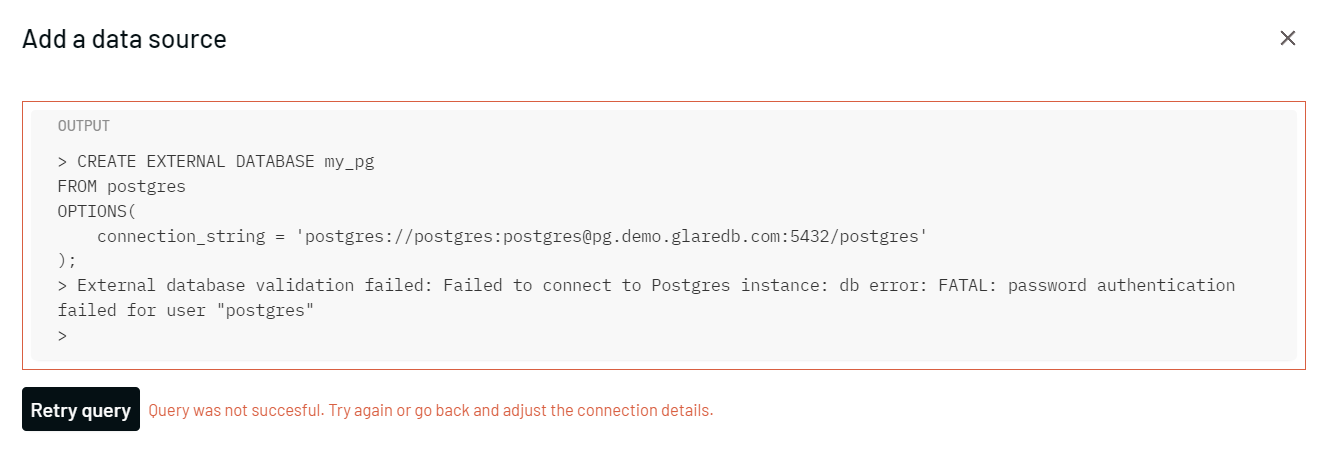 Add a data source
OUTPUT
> CREATE EXTERNAL DATABASE my_pg
FROM postgres
OPTIONS(
    connection_string = 'postgres://postgres:postgres@pg.demo.glaredb.com:5432/postgres'
);
> External database validation failed: Failed to connect to Postgres instance: db error: FATAL: password authentication
failed for user "postgres"
>
Retry query
Query was not succesful. Try again or go back and adjust the connection details.